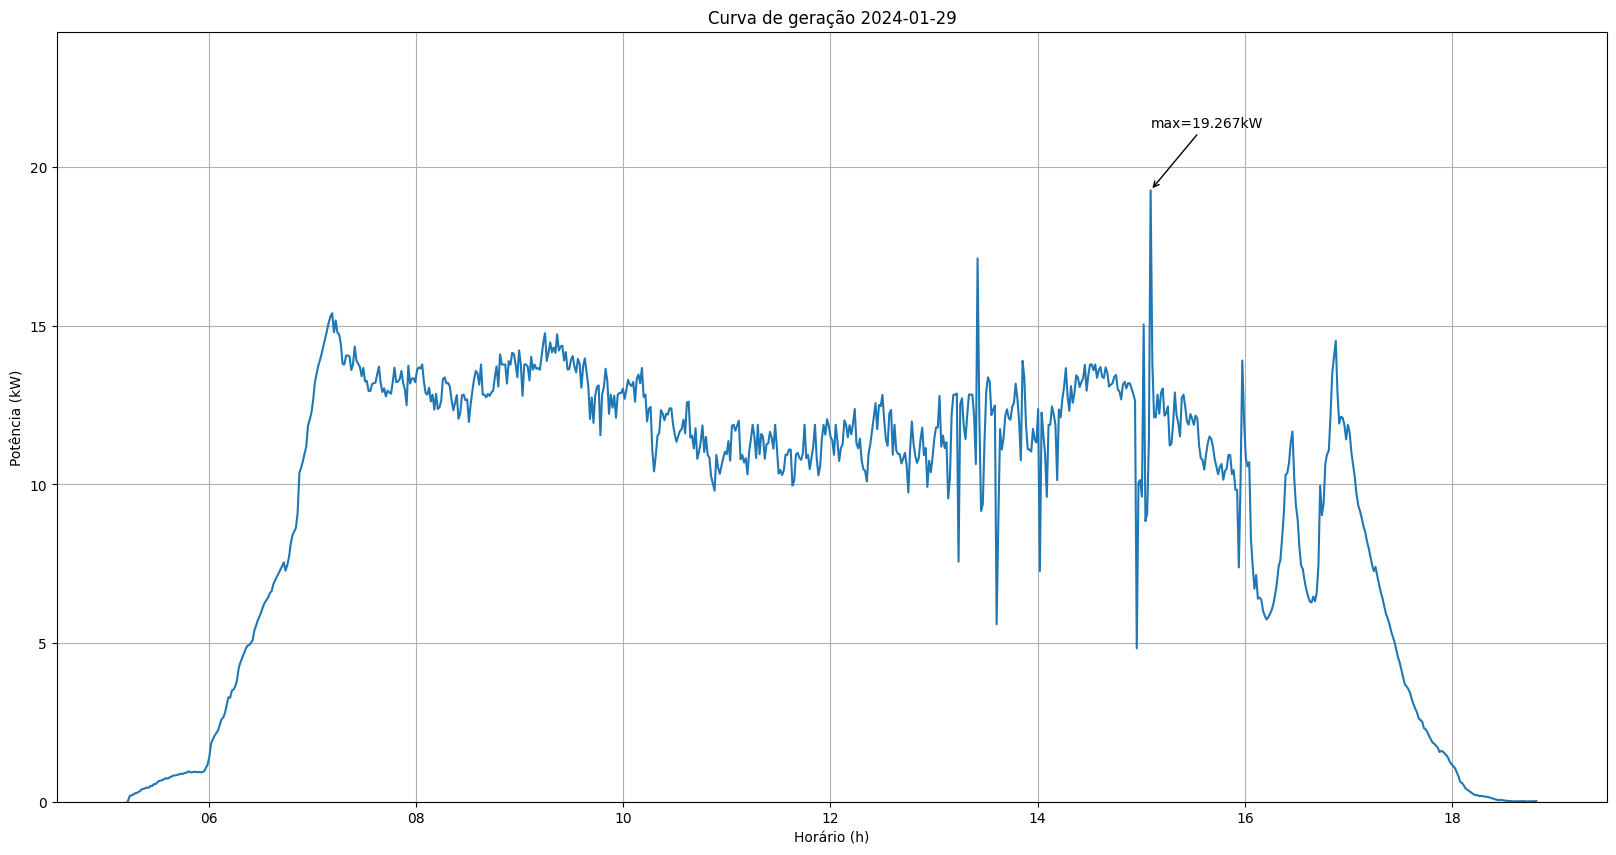 Curva de geração 2024-01-29
max=19.267kW
20
15
10
5
0
Potência (kW)
06 08 10 12 14 16 18
Horário (h)